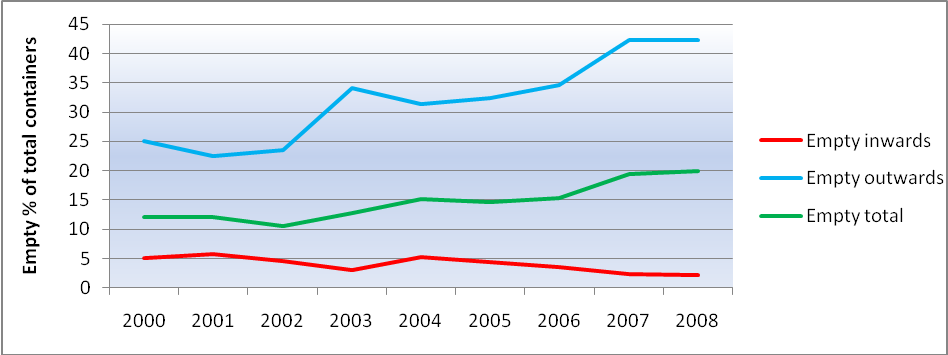 Empty % of total containers
45
40
35
30
25
20
15
10
5
0
2000 2001 2002 2003 2004 2005 2006 2007 2008
Empty inwards
Empty outwards
Empty total